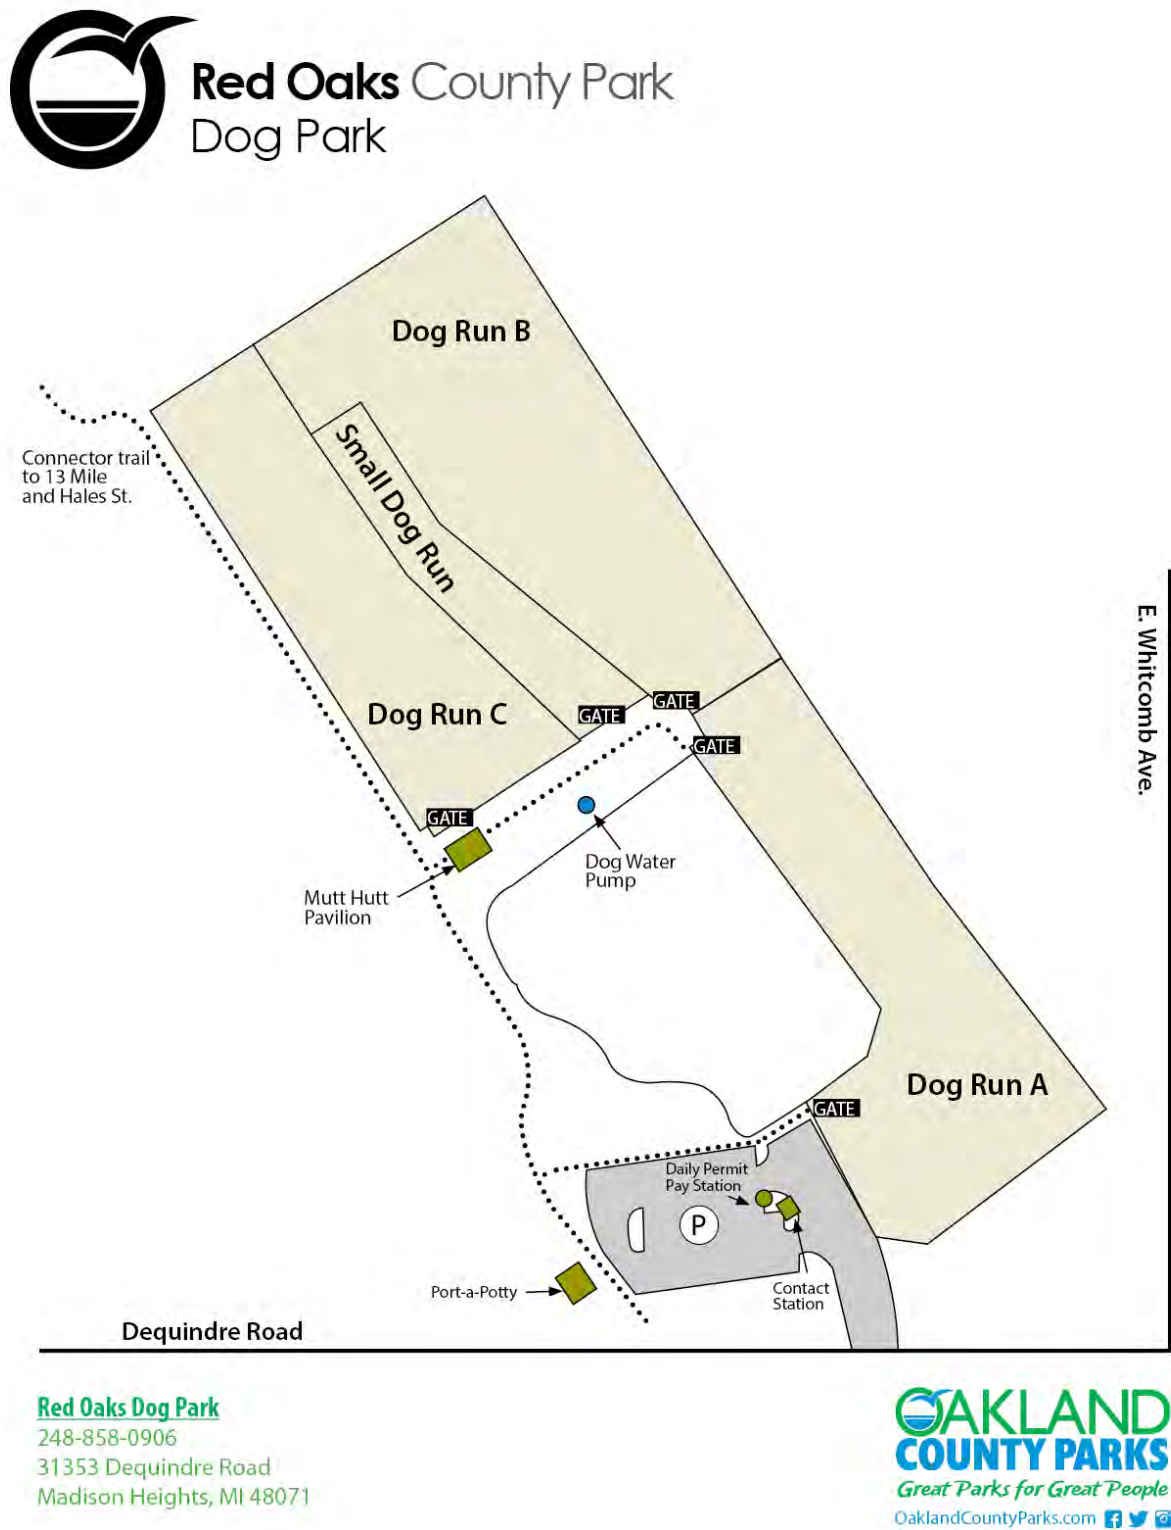 Red Oaks County Park
Dog Park
Dog Run B
Small Dog Run
Connector trail
to 13 Mile
and Hales St.
E. Whitcomb Ave.
Dog Run C
GATE
GATE
GATE
GATE
Dog Water
Pump
Mutt Hutt
Pavilion
Dog Run A
GATE
Daily Permit
Pay Station
P
Port-a-Potty
Contact
Station
Dequindre Road
Red Oaks Dog Park
248-858-0906
31353 Dequindre Road
Madison Heights, MI 48071
OAKLAND
COUNTY PARKS
Great Parks for Great People
OaklandCountyParks.com